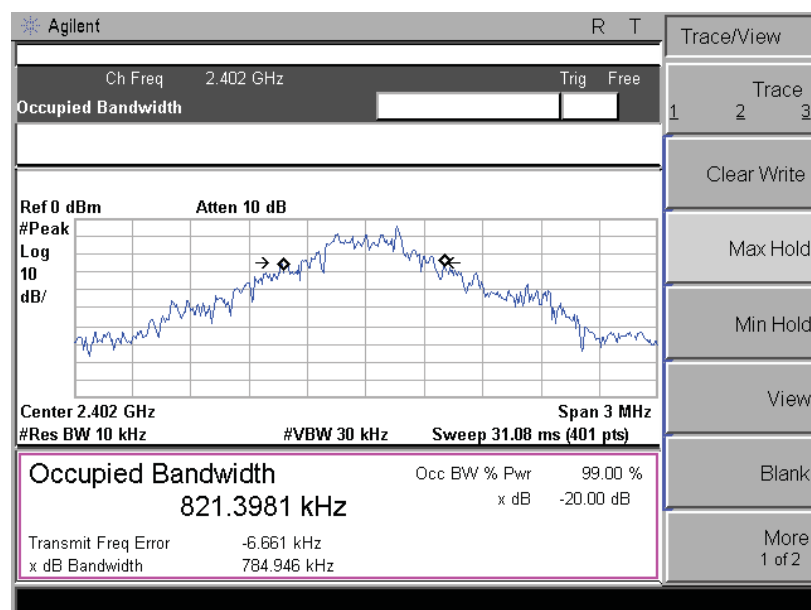 Agilent R T
Trace/View
Ch Freq 2.402 GHz Trig Free
Occupied Bandwidth
Trace
1 2 3
Clear Write
Max Hold
Min Hold
View
Blank
More
1 of 2
Ref 0 dBm Atten 10 dB
#Peak
Log
10
dB/
Center 2.402 GHz Span 3 MHz
#Res BW 10 kHz #VBW 30 kHz Sweep 31.08 ms (401 pts)
Occupied Bandwidth
821.3981 kHz
Occ BW % Pwr 99.00 %
x dB -20.00 dB
Transmit Freq Error -6.661 kHz
x dB Bandwidth 784.946 kHz